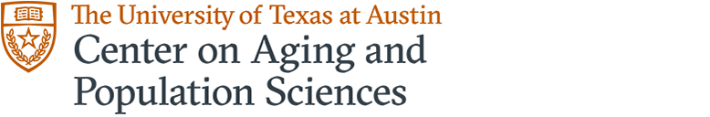 The University of Texas at Austin
Center on Aging and
Population Sciences